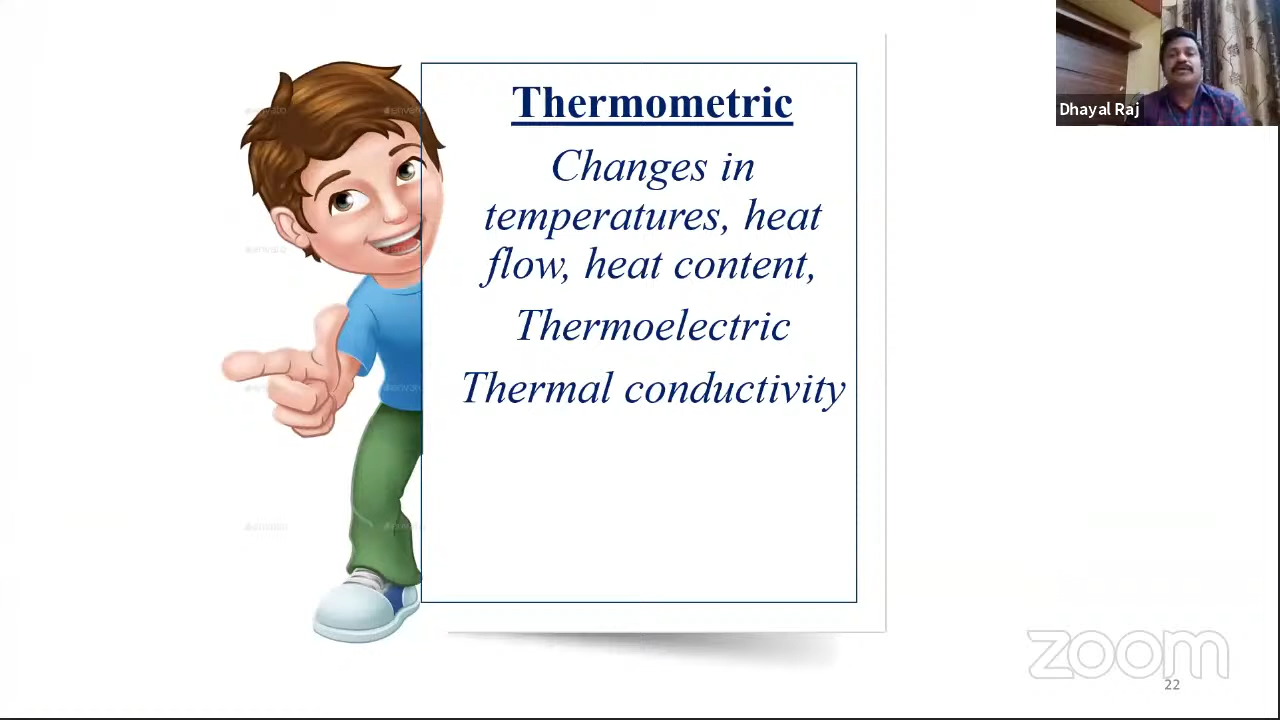 Thermometric
Changes in
temperatures, heat
flow, heat content,
Thermoelectric
Thermal conductivity
Dhayal Raj
zoom
22